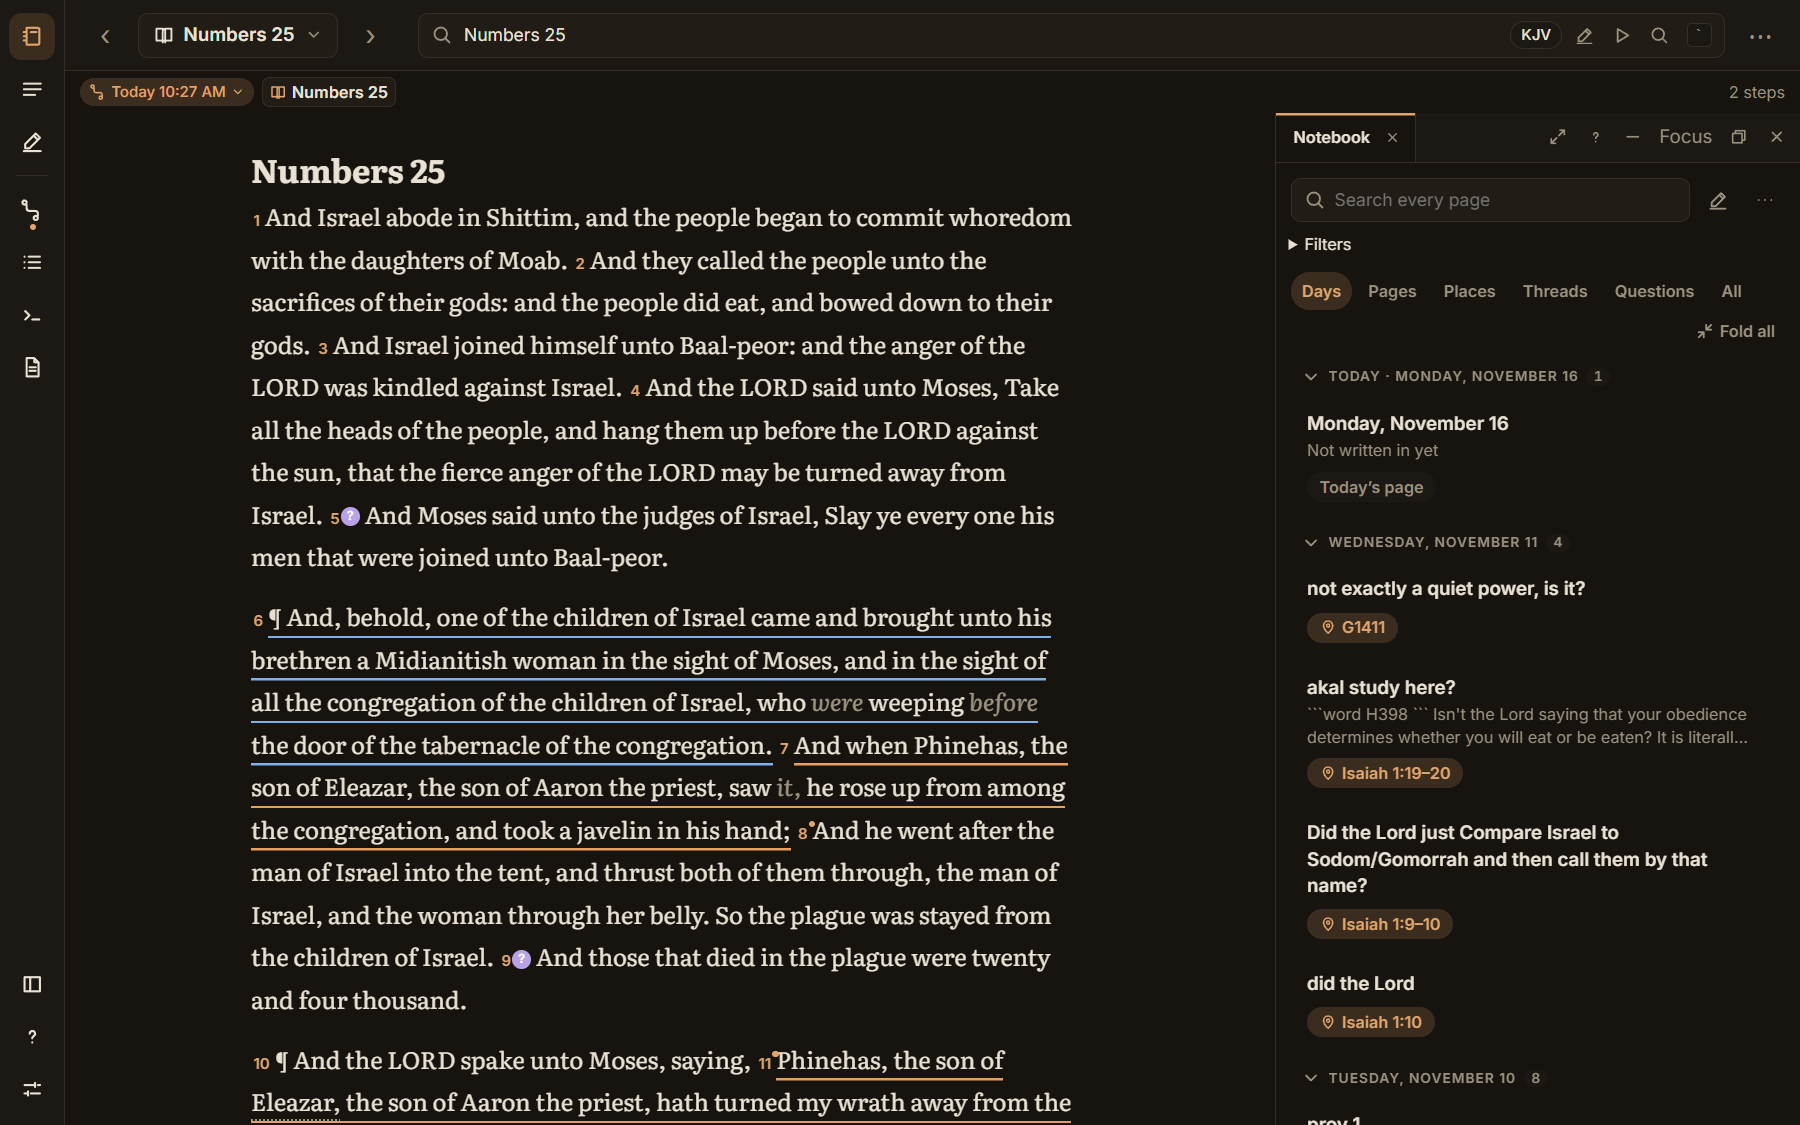 Numbers 25
Numbers 25
KJV
Today 10:27 AM
Numbers 25
2 steps
Numbers 25
1 And Israel abode in Shittim, and the people began to commit whoredom
with the daughters of Moab. 2 And they called the people unto the
sacrifices of their gods: and the people did eat, and bowed down to their
gods. 3 And Israel joined himself unto Baal-peor: and the anger of the
LORD was kindled against Israel. 4 And the LORD said unto Moses, Take
all the heads of the people, and hang them up before the LORD against
the sun, that the fierce anger of the LORD may be turned away from
Israel. 5 ? And Moses said unto the judges of Israel, Slay ye every one his
men that were joined unto Baal-peor.
6 ¶ And, behold, one of the children of Israel came and brought unto his
brethren a Midianitish woman in the sight of Moses, and in the sight of
all the congregation of the children of Israel, who were weeping before
the door of the tabernacle of the congregation. 7 And when Phinehas, the
son of Eleazar, the son of Aaron the priest, saw it, he rose up from among
the congregation, and took a javelin in his hand; 8 And he went after the
man of Israel into the tent, and thrust both of them through, the man of
Israel, and the woman through her belly. So the plague was stayed from
the children of Israel. 9 ? And those that died in the plague were twenty
and four thousand.
10 ¶ And the LORD spake unto Moses, saying, 11 Phinehas, the son of
Eleazar, the son of Aaron the priest, hath turned my wrath away from the
Notebook
?
Focus
Search every page
Filters
Days Pages Places Threads Questions All
Fold all
TODAY · MONDAY, NOVEMBER 16 1
Monday, November 16
Not written in yet
Today's page
WEDNESDAY, NOVEMBER 11 4
not exactly a quiet power, is it?
G1411
akal study here?
```word H398 ``` Isn't the Lord saying that your obedience
determines whether you will eat or be eaten? It is literall...
Isaiah 1:19–20
Did the Lord just Compare Israel to
Sodom/Gomorrah and then call them by that
name?
Isaiah 1:9–10
did the Lord
Isaiah 1:10
TUESDAY, NOVEMBER 10 8
prov 1
?